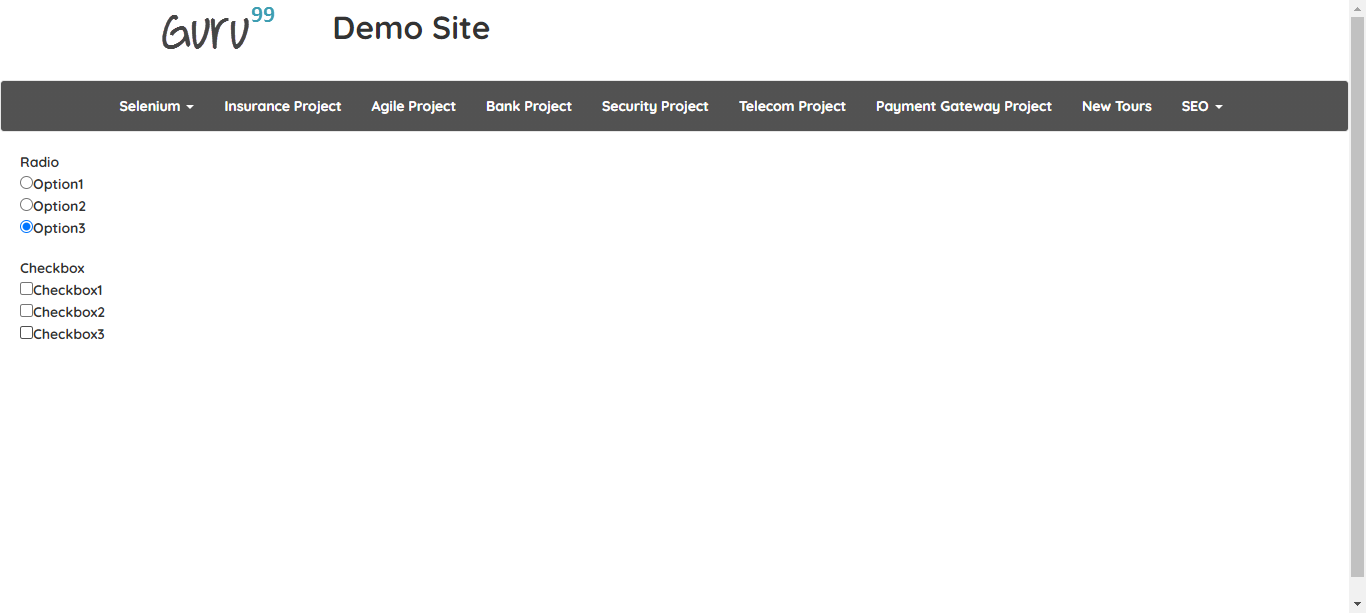 Guru99 Demo Site
Selenium Insurance Project Agile Project Bank Project Security Project Telecom Project Payment Gateway Project New Tours SEO
Radio
Option1
Option2
Option3
Checkbox
Checkbox1
Checkbox2
Checkbox3